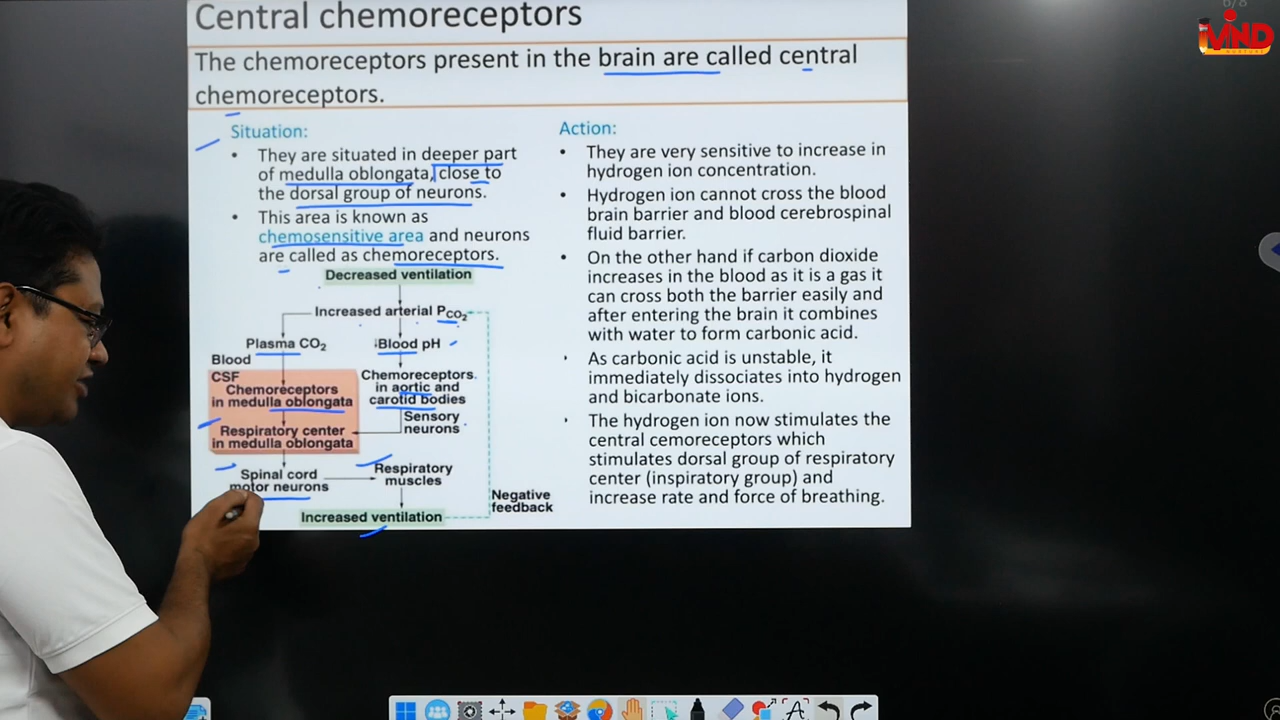 Central chemoreceptors
The chemoreceptors present in the brain are called central
chemoreceptors.
Situation:
• They are situated in deeper part
of medulla oblongata, close to
the dorsal group of neurons.
• This area is known as
chemosensitive area and neurons
are called as chemoreceptors.
Decreased ventilation
Increased arterial PCO₂
Plasma CO₂
↓Blood pH
Blood
CSF
Chemoreceptors
in medulla oblongata
Chemoreceptors
in aortic and
carotid bodies
Sensory
neurons
Respiratory center
in medulla oblongata
Spinal cord
motor neurons
Respiratory
muscles
Negative
feedback
Increased ventilation
Action:
• They are very sensitive to increase in
hydrogen ion concentration.
• Hydrogen ion cannot cross the blood
brain barrier and blood cerebrospinal
fluid barrier.
• On the other hand if carbon dioxide
increases in the blood as it is a gas it
can cross both the barrier easily and
after entering the brain it combines
with water to form carbonic acid.
• As carbonic acid is unstable, it
immediately dissociates into hydrogen
and bicarbonate ions.
• The hydrogen ion now stimulates the
central cemoreceptors which
stimulates dorsal group of respiratory
center (inspiratory group) and
increase rate and force of breathing.
6/8
iMIND